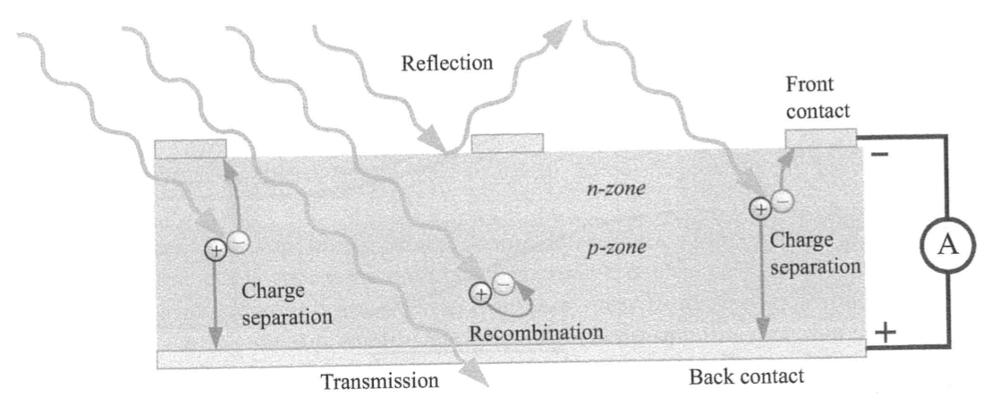 Reflection
Front
contact
−
n-zone
p-zone
+ −
+ −
Charge
separation
A
Charge
separation
+ −
Recombination
+
Transmission
Back contact